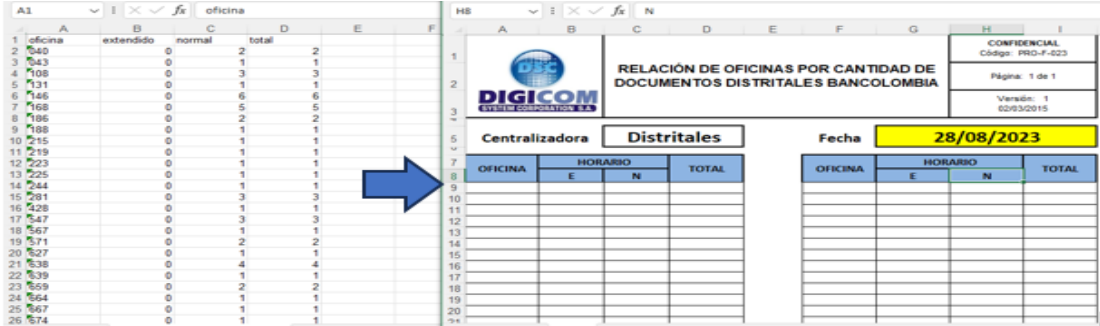 A1 fx oficina
A B C D E F
1 oficina extendido normal total
2 040 0 2 2
3 043 0 1 1
4 108 0 3 3
5 131 0 1 1
6 146 0 6 6
7 168 0 5 5
8 186 0 2 2
9 188 0 1 1
10 215 0 1 1
11 219 0 1 1
12 223 0 1 1
13 225 0 1 1
14 244 0 1 1
15 281 0 3 3
16 428 0 1 1
17 547 0 3 3
18 567 0 1 1
19 571 0 2 2
20 627 0 1 1
21 638 0 4 4
22 639 0 1 1
23 659 0 2 2
24 664 0 1 1
25 667 0 1 1
26 674 0 1 1
H8 fx N
A B C D E F G H I
1
2
3
DSC
DIGICOM
SYSTEM CORPORATION S.A.
RELACIÓN DE OFICINAS POR CANTIDAD DE
DOCUMENTOS DISTRITALES BANCOLOMBIA
CONFIDENCIAL
Código: PRO-F-023
Página: 1 de 1
Versión: 1
02/03/2015
5 Centralizadora Distritales Fecha 28/08/2023
7 OFICINA HORARIO TOTAL OFICINA HORARIO TOTAL
8 E N E N
9
10
11
12
13
14
15
16
17
18
19
20
21